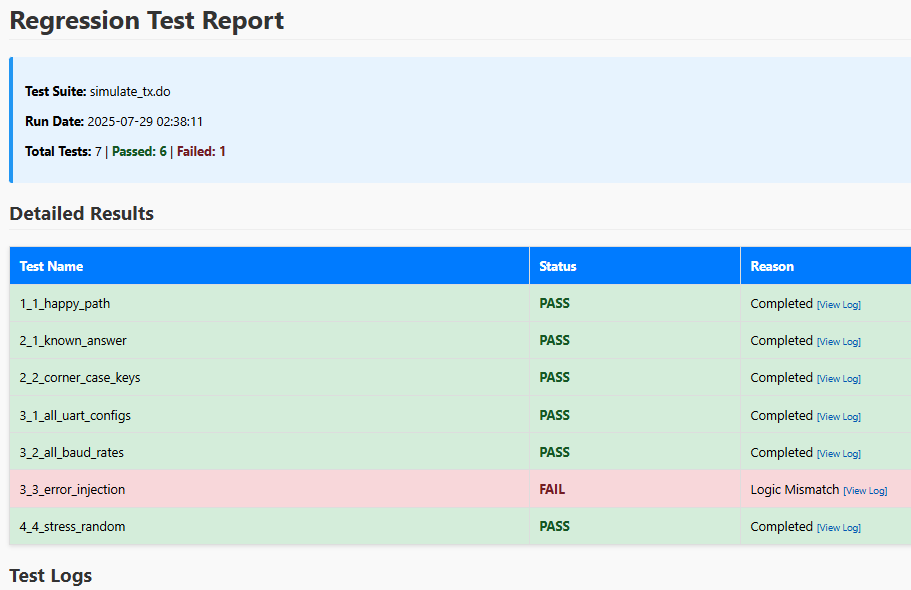 Regression Test Report
Test Suite: simulate_tx.do
Run Date: 2025-07-29 02:38:11
Total Tests: 7 | Passed: 6 | Failed: 1
Detailed Results
Test Name Status Reason
1_1_happy_path PASS Completed [View Log]
2_1_known_answer PASS Completed [View Log]
2_2_corner_case_keys PASS Completed [View Log]
3_1_all_uart_configs PASS Completed [View Log]
3_2_all_baud_rates PASS Completed [View Log]
3_3_error_injection FAIL Logic Mismatch [View Log]
4_4_stress_random PASS Completed [View Log]
Test Logs